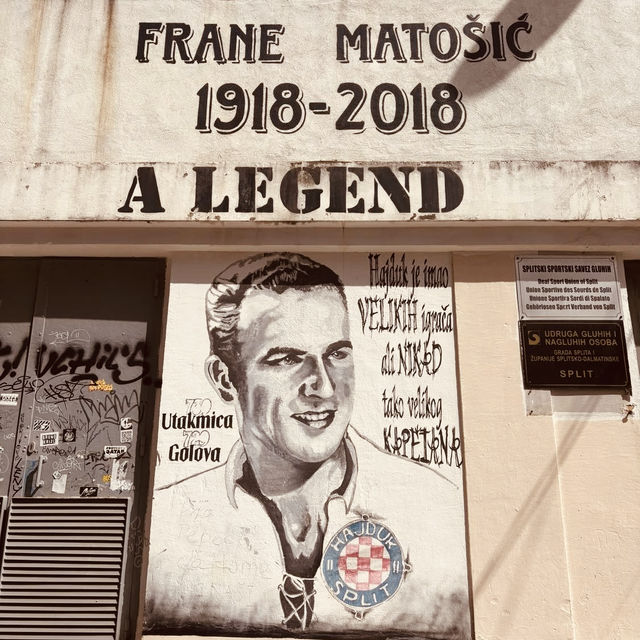 FRANE MATOŠIĆ
1918-2018
A LEGEND
Hajduk je imao
VELIKIH igrača
ali NIKAD
tako velikog
KAPETANA
Utakmica
Golova
HAJDUK
SPLIT
SPLITSKI SPORTSKI SAVEZ GLUHIH
Deaf Sport Union of Split
Union Sportive des Sourds de Split
Unione Sportiva Sordi di Spalato
Gehörlosen Sport Verband von Split
UDRUGA GLUHIH I
NAGLUHIH OSOBA
GRADA SPLITA I
ŽUPANIJE SPLITSKO-DALMATINSKE
SPLIT